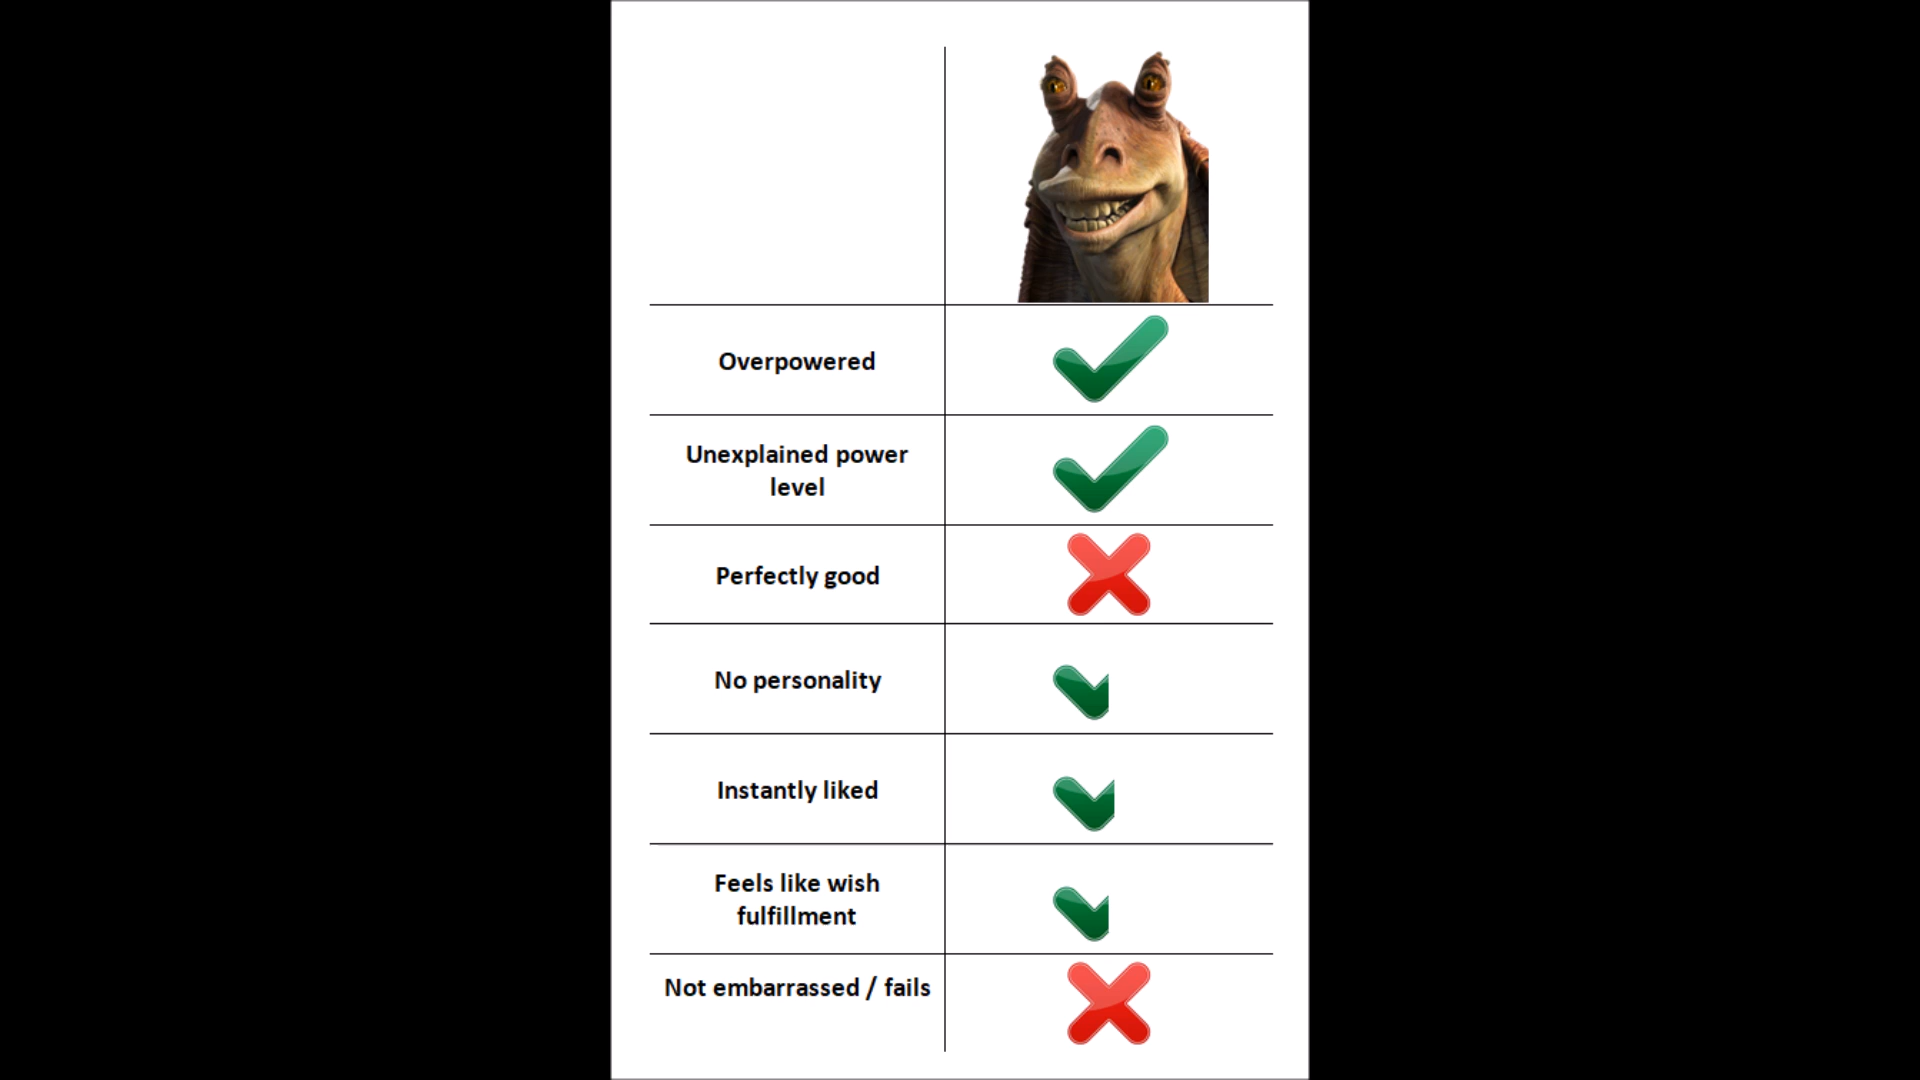 Overpowered
Unexplained power
level
Perfectly good
No personality
Instantly liked
Feels like wish
fulfillment
Not embarrassed / fails